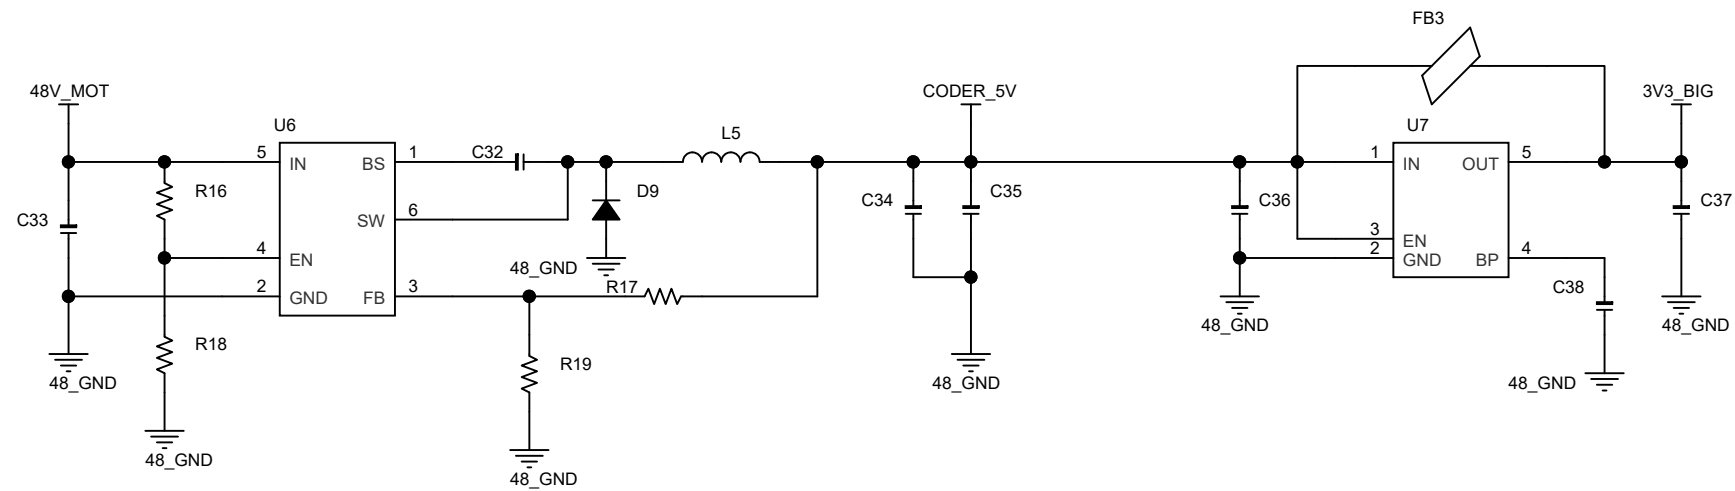 FB3
48V_MOT
CODER_5V
3V3_BIG
U6
L5
U7
5
IN
BS
1
C32
1
IN
OUT
5
R16
D9
C33
SW
6
C34
C35
C36
C37
3
EN
4
EN
48_GND
2
GND
BP
4
2
GND
FB
3
R17
C38
48_GND
48_GND
R18
R19
48_GND
48_GND
48_GND
48_GND
48_GND